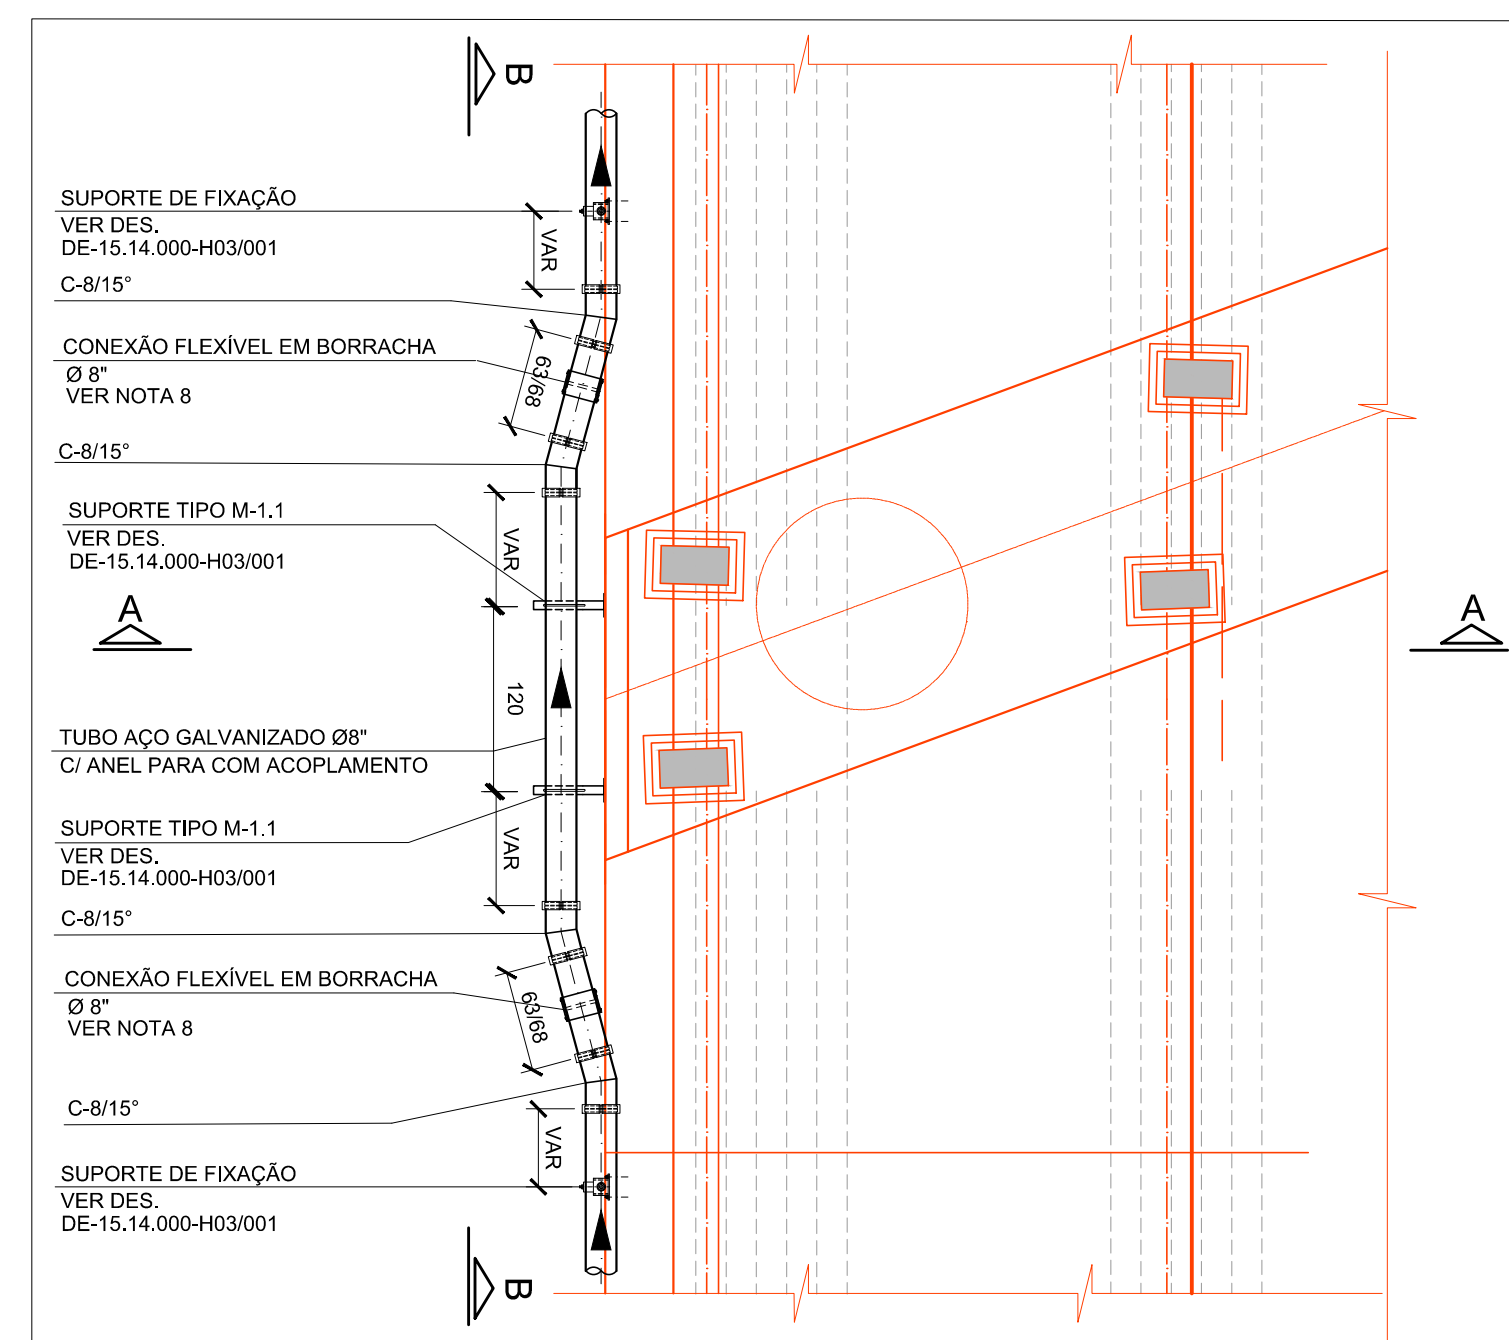 B
SUPORTE DE FIXAÇÃO
VER DES.
DE-15.14.000-H03/001
VAR
C-8/15°
CONEXÃO FLEXÍVEL EM BORRACHA
Ø 8"
VER NOTA 8
63/68
C-8/15°
SUPORTE TIPO M-1.1
VER DES.
DE-15.14.000-H03/001
VAR
A
A
120
TUBO AÇO GALVANIZADO Ø8"
C/ ANEL PARA COM ACOPLAMENTO
SUPORTE TIPO M-1.1
VER DES.
DE-15.14.000-H03/001
VAR
C-8/15°
CONEXÃO FLEXÍVEL EM BORRACHA
Ø 8"
VER NOTA 8
63/68
C-8/15°
VAR
SUPORTE DE FIXAÇÃO
VER DES.
DE-15.14.000-H03/001
B